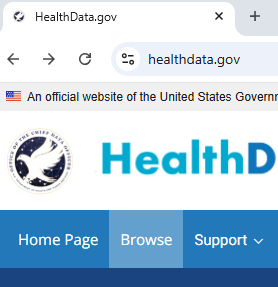 HealthData.gov
healthdata.gov
An official website of the United States Governm
HealthD
Home Page
Browse
Support